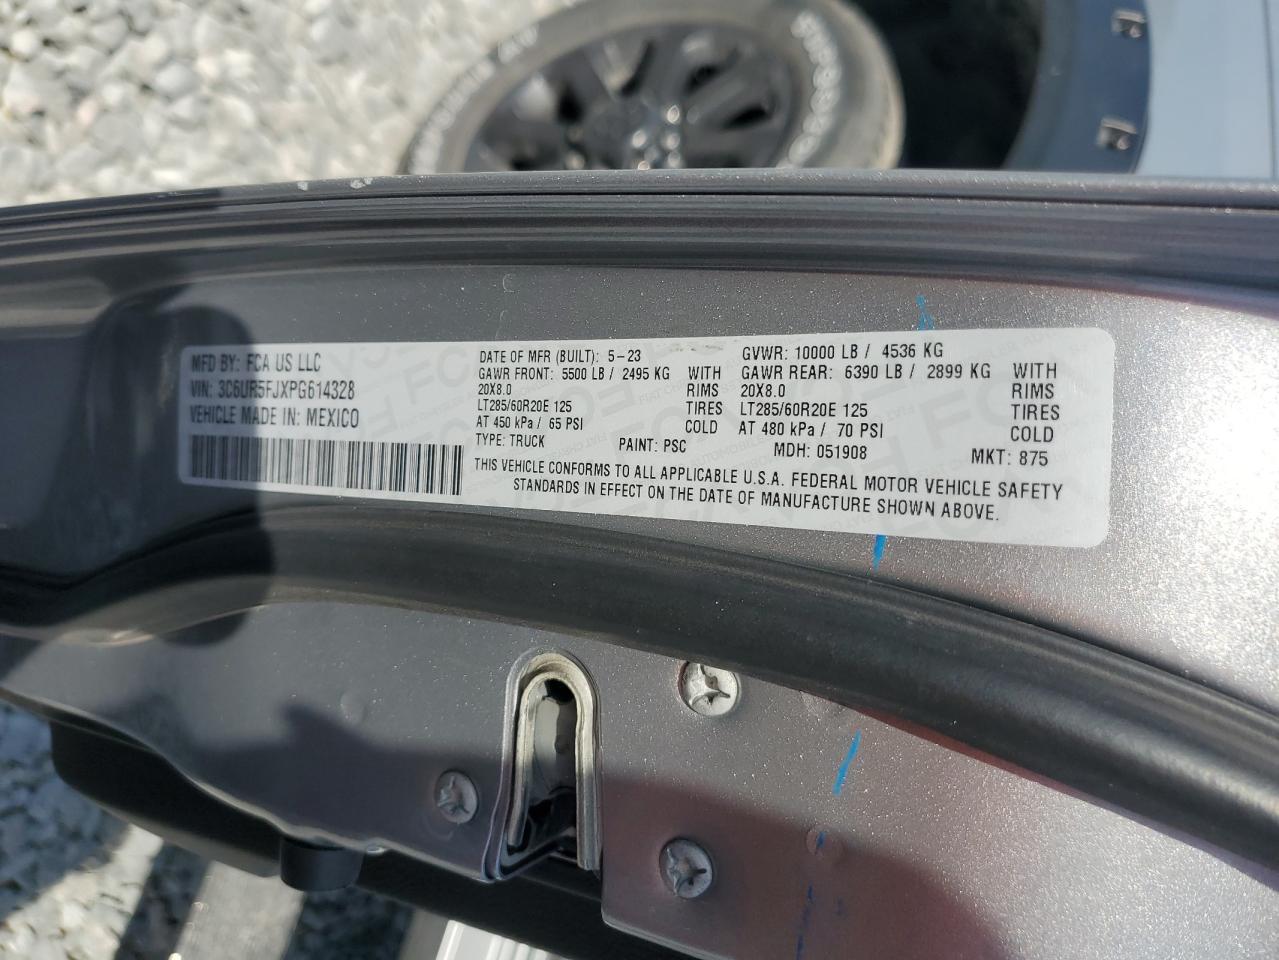 MFD BY: FCA US LLC
VIN: 3C6UR5FJXPG614328
VEHICLE MADE IN: MEXICO
DATE OF MFR (BUILT): 5-23
GAWR FRONT: 5500 LB / 2495 KG WITH
20X8.0 RIMS
LT285/60R20E 125 TIRES
AT 450 kPa / 65 PSI COLD
TYPE: TRUCK PAINT: PSC
GVWR: 10000 LB / 4536 KG
GAWR REAR: 6390 LB / 2899 KG WITH
20X8.0 RIMS
LT285/60R20E 125 TIRES
AT 480 kPa / 70 PSI COLD
MDH: 051908 MKT: 875
THIS VEHICLE CONFORMS TO ALL APPLICABLE U.S.A. FEDERAL MOTOR VEHICLE SAFETY
STANDARDS IN EFFECT ON THE DATE OF MANUFACTURE SHOWN ABOVE.